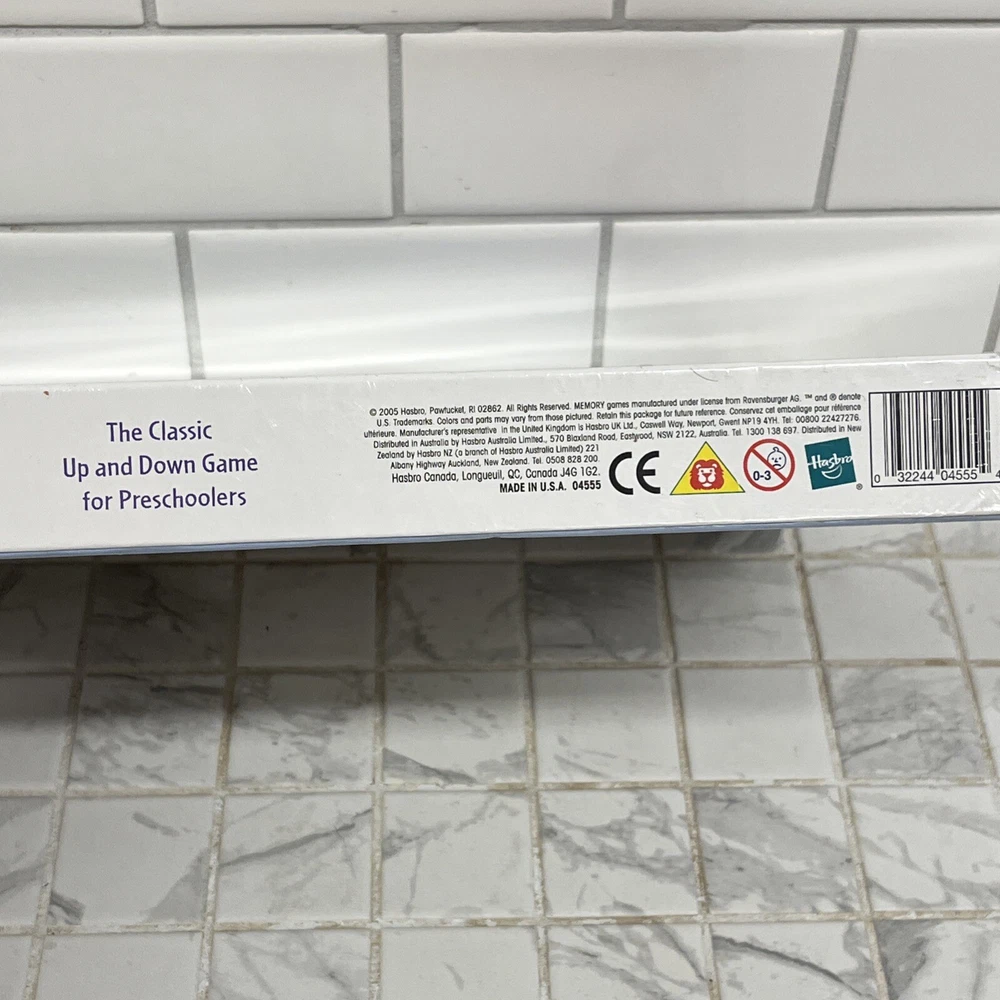 The Classic
Up and Down Game
for Preschoolers
© 2005 Hasbro, Pawtucket, RI 02862. All Rights Reserved. MEMORY games manufactured under license from Ravensburger AG. ™ and ® denote
U.S. Trademarks. Colors and parts may vary from those pictured. Retain this package for future reference. Conservez cet emballage pour référence
ultérieure. Manufacturer's representative in the United Kingdom is Hasbro UK Ltd., Caswell Way, Newport, Gwent NP19 4YH. Tel: 00800 22427276.
Distributed in Australia by Hasbro Australia Limited., 570 Blaxland Road, Eastwood, NSW 2122, Australia. Tel. 1300 138 697. Distributed in New
Zealand by Hasbro NZ (a branch of Hasbro Australia Limited) 221
Albany Highway Auckland, New Zealand. Tel. 0508 828 200.
Hasbro Canada, Longueuil, QC, Canada J4G 1G2.
MADE IN U.S.A. 04555
CE
0-3
Hasbro®
0 32244 04555 4